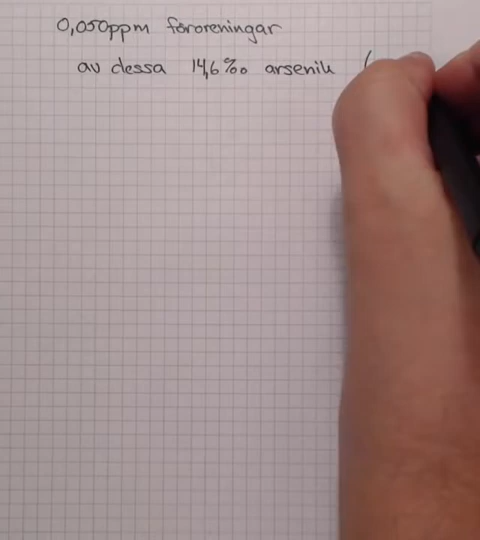 0,050ppm föroreningar
av dessa 14,6‰ arsenik (